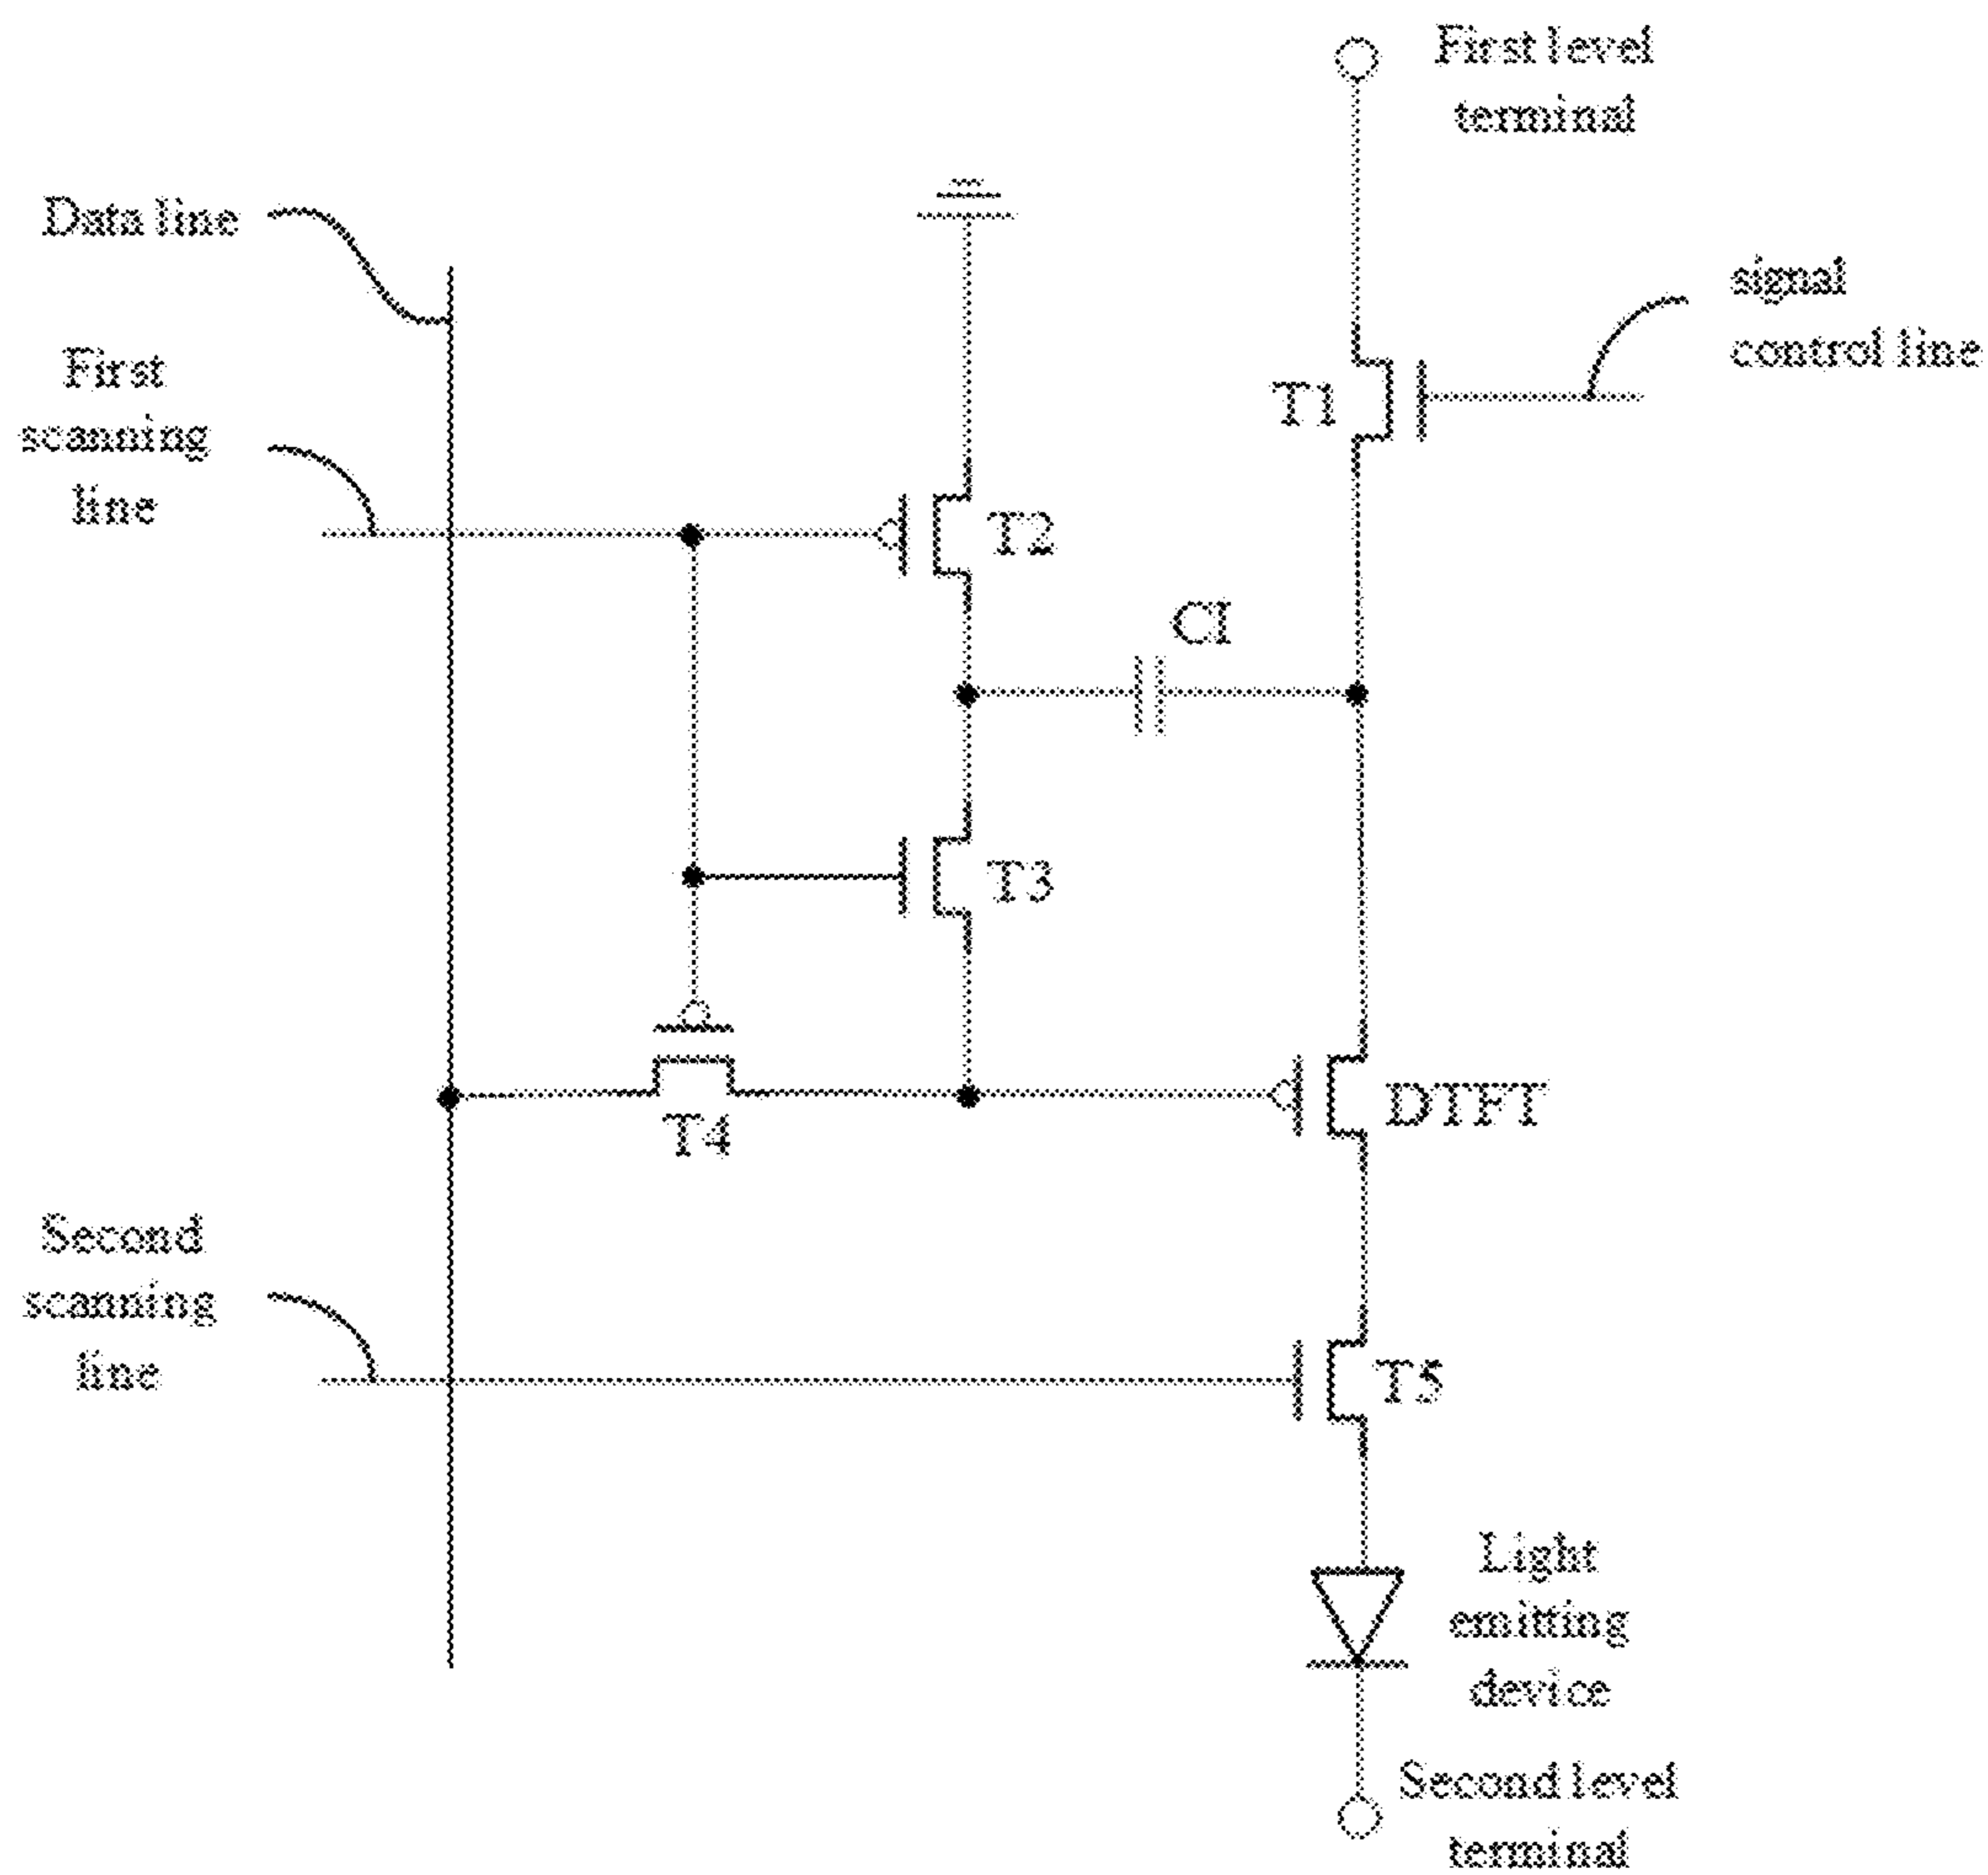 First level
terminal
Data line
signal
control line
First
scanning
line
T1
T2
CI
T3
T4
DTFT
Second
scanning
line
T5
Light
emitting
device
Second level
terminal